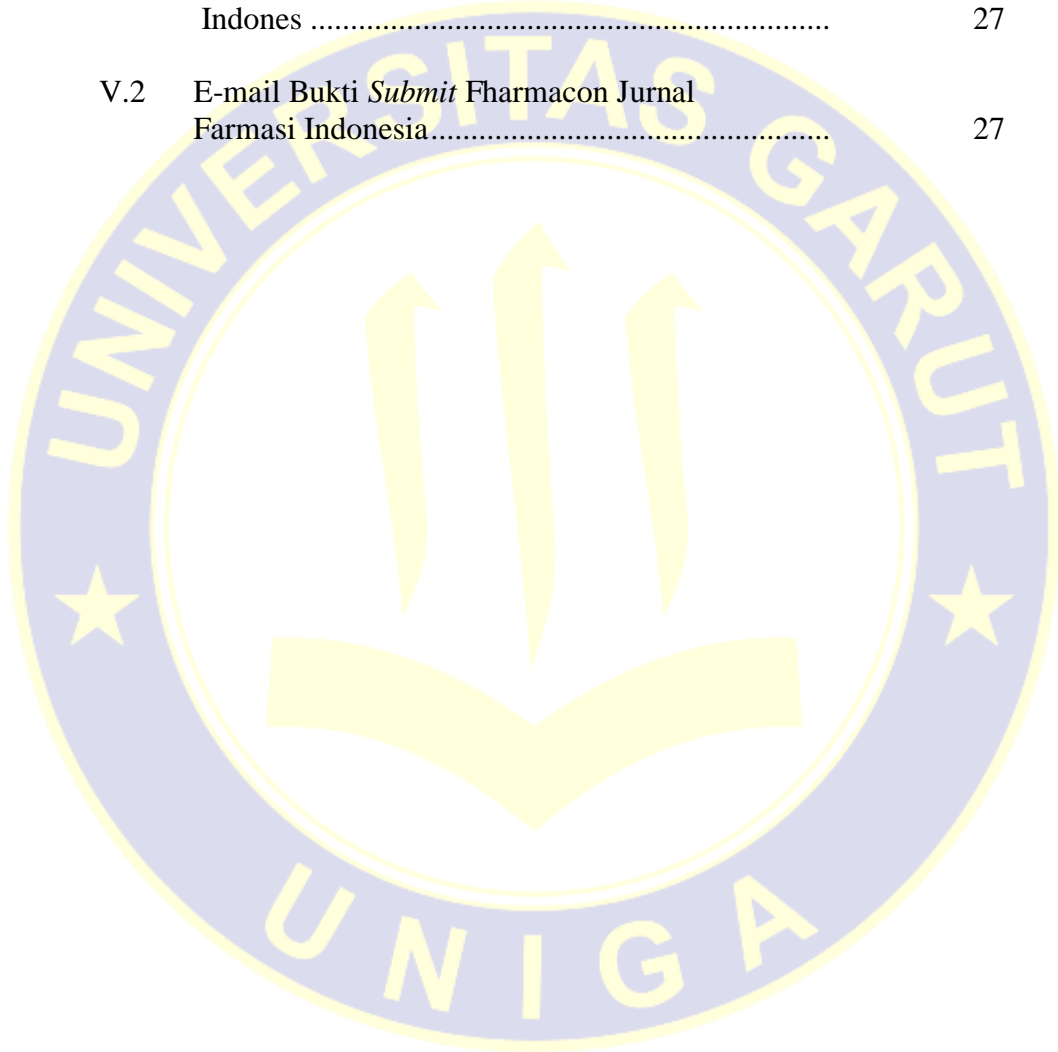 Indones ................................................................. 27
V.2 E-mail Bukti Submit Fharmacon Jurnal
Farmasi Indonesia.................................................. 27
UNIVERSITAS GARUT
UNIGA